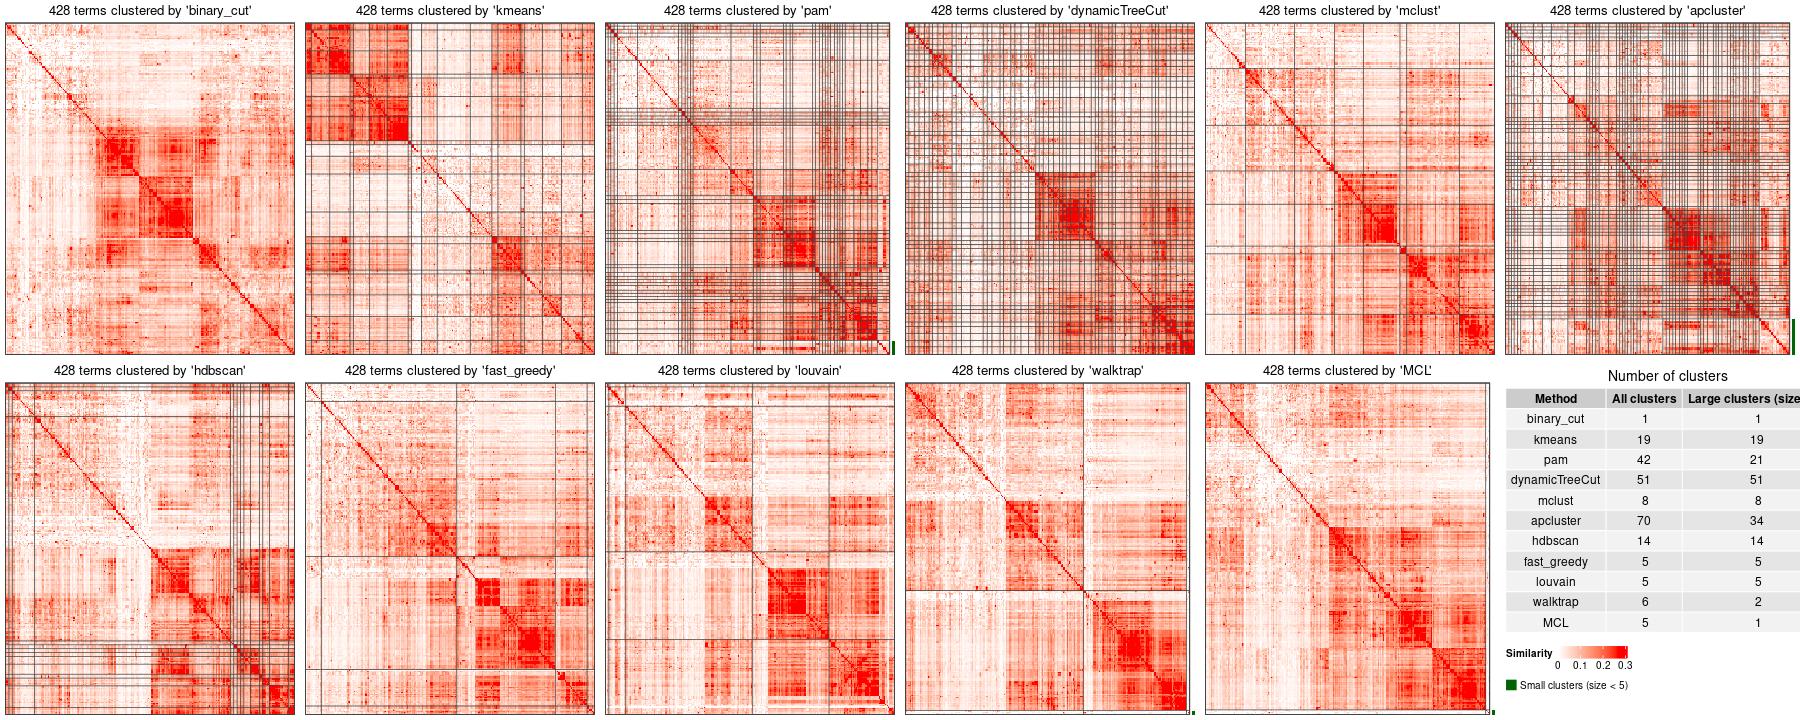 428 terms clustered by 'binary_cut'
428 terms clustered by 'kmeans'
428 terms clustered by 'pam'
428 terms clustered by 'dynamicTreeCut'
428 terms clustered by 'mclust'
428 terms clustered by 'apcluster'
428 terms clustered by 'hdbscan'
428 terms clustered by 'fast_greedy'
428 terms clustered by 'louvain'
428 terms clustered by 'walktrap'
428 terms clustered by 'MCL'
Number of clusters
Method All clusters Large clusters (size
binary_cut 1 1
kmeans 19 19
pam 42 21
dynamicTreeCut 51 51
mclust 8 8
apcluster 70 34
hdbscan 14 14
fast_greedy 5 5
louvain 5 5
walktrap 6 2
MCL 5 1
Similarity
0 0.1 0.2 0.3
Small clusters (size < 5)